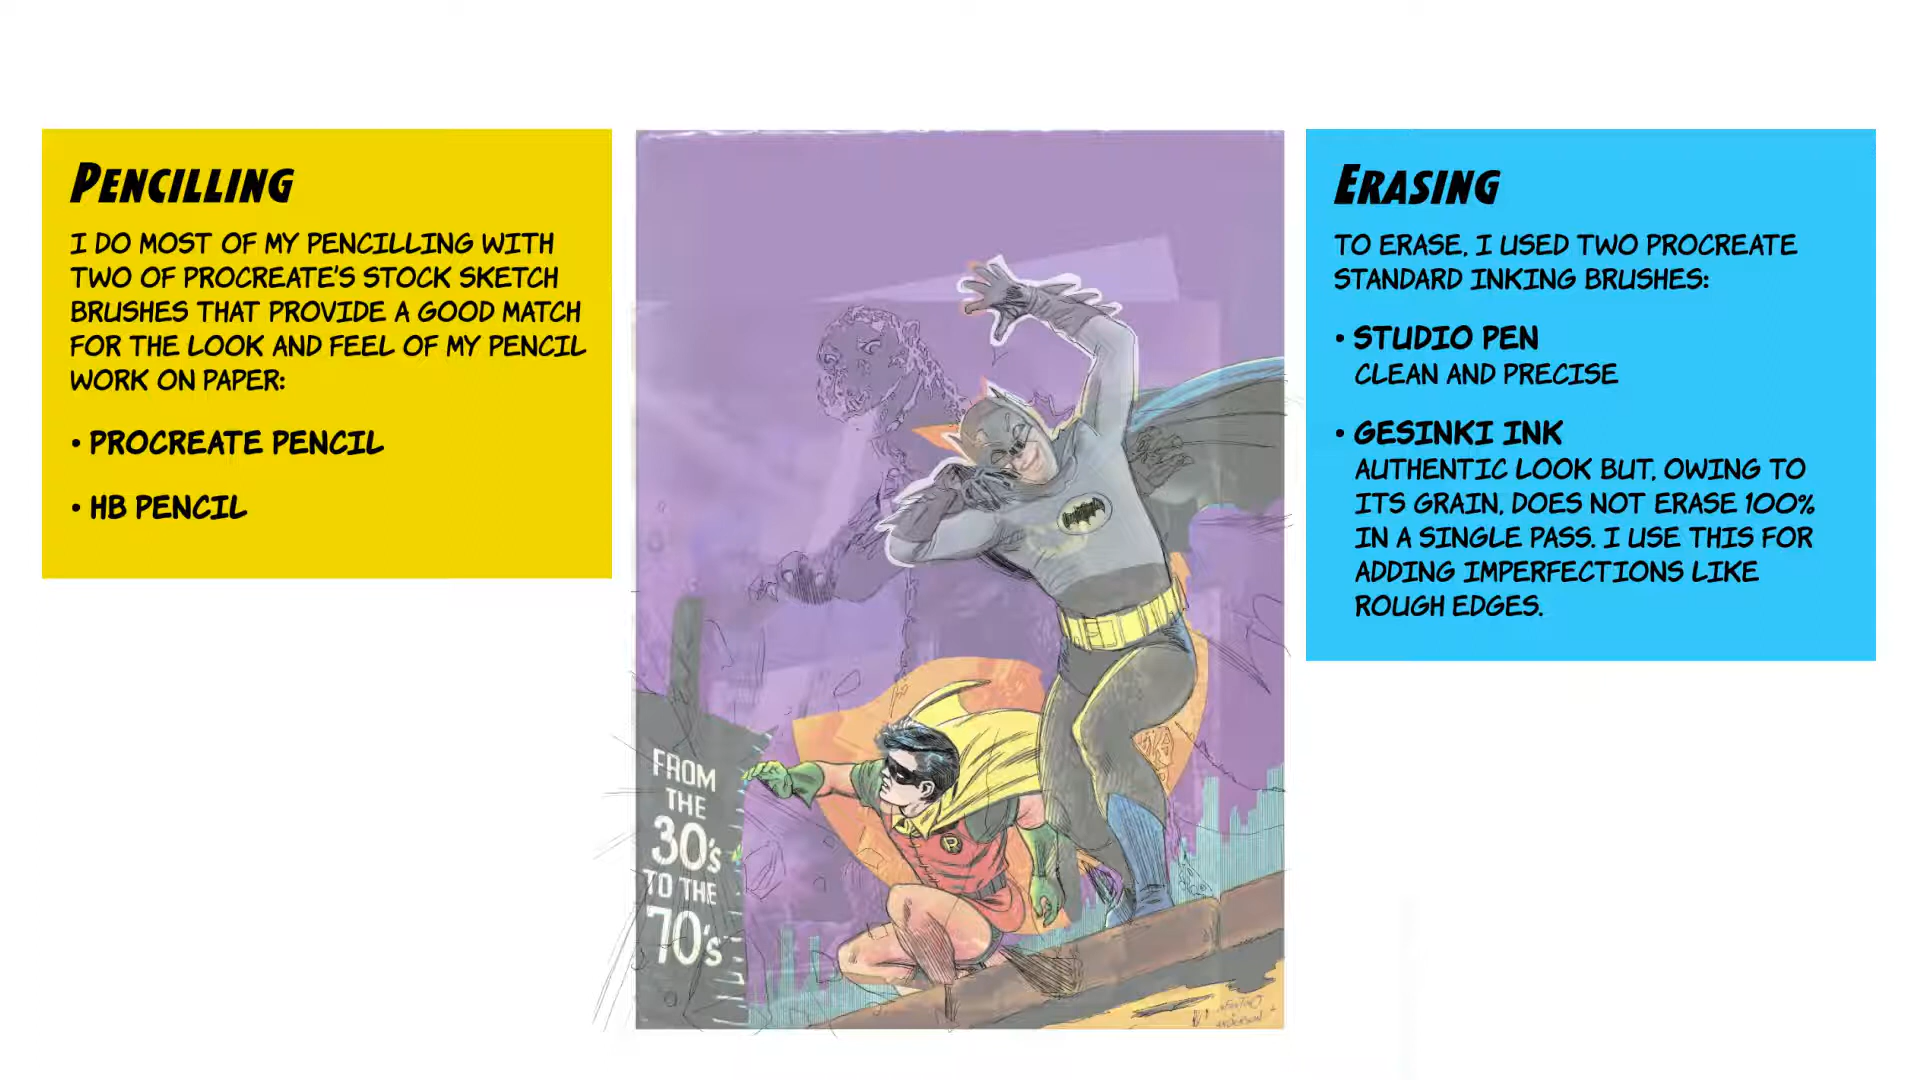 PENCILLING
I DO MOST OF MY PENCILLING WITH
TWO OF PROCREATE'S STOCK SKETCH
BRUSHES THAT PROVIDE A GOOD MATCH
FOR THE LOOK AND FEEL OF MY PENCIL
WORK ON PAPER:
• PROCREATE PENCIL
• HB PENCIL
FROM
THE
30's
TO THE
70's
R
ERASING
TO ERASE, I USED TWO PROCREATE
STANDARD INKING BRUSHES:
• STUDIO PEN
CLEAN AND PRECISE
• GESINKI INK
AUTHENTIC LOOK BUT, OWING TO
ITS GRAIN, DOES NOT ERASE 100%
IN A SINGLE PASS. I USE THIS FOR
ADDING IMPERFECTIONS LIKE
ROUGH EDGES.